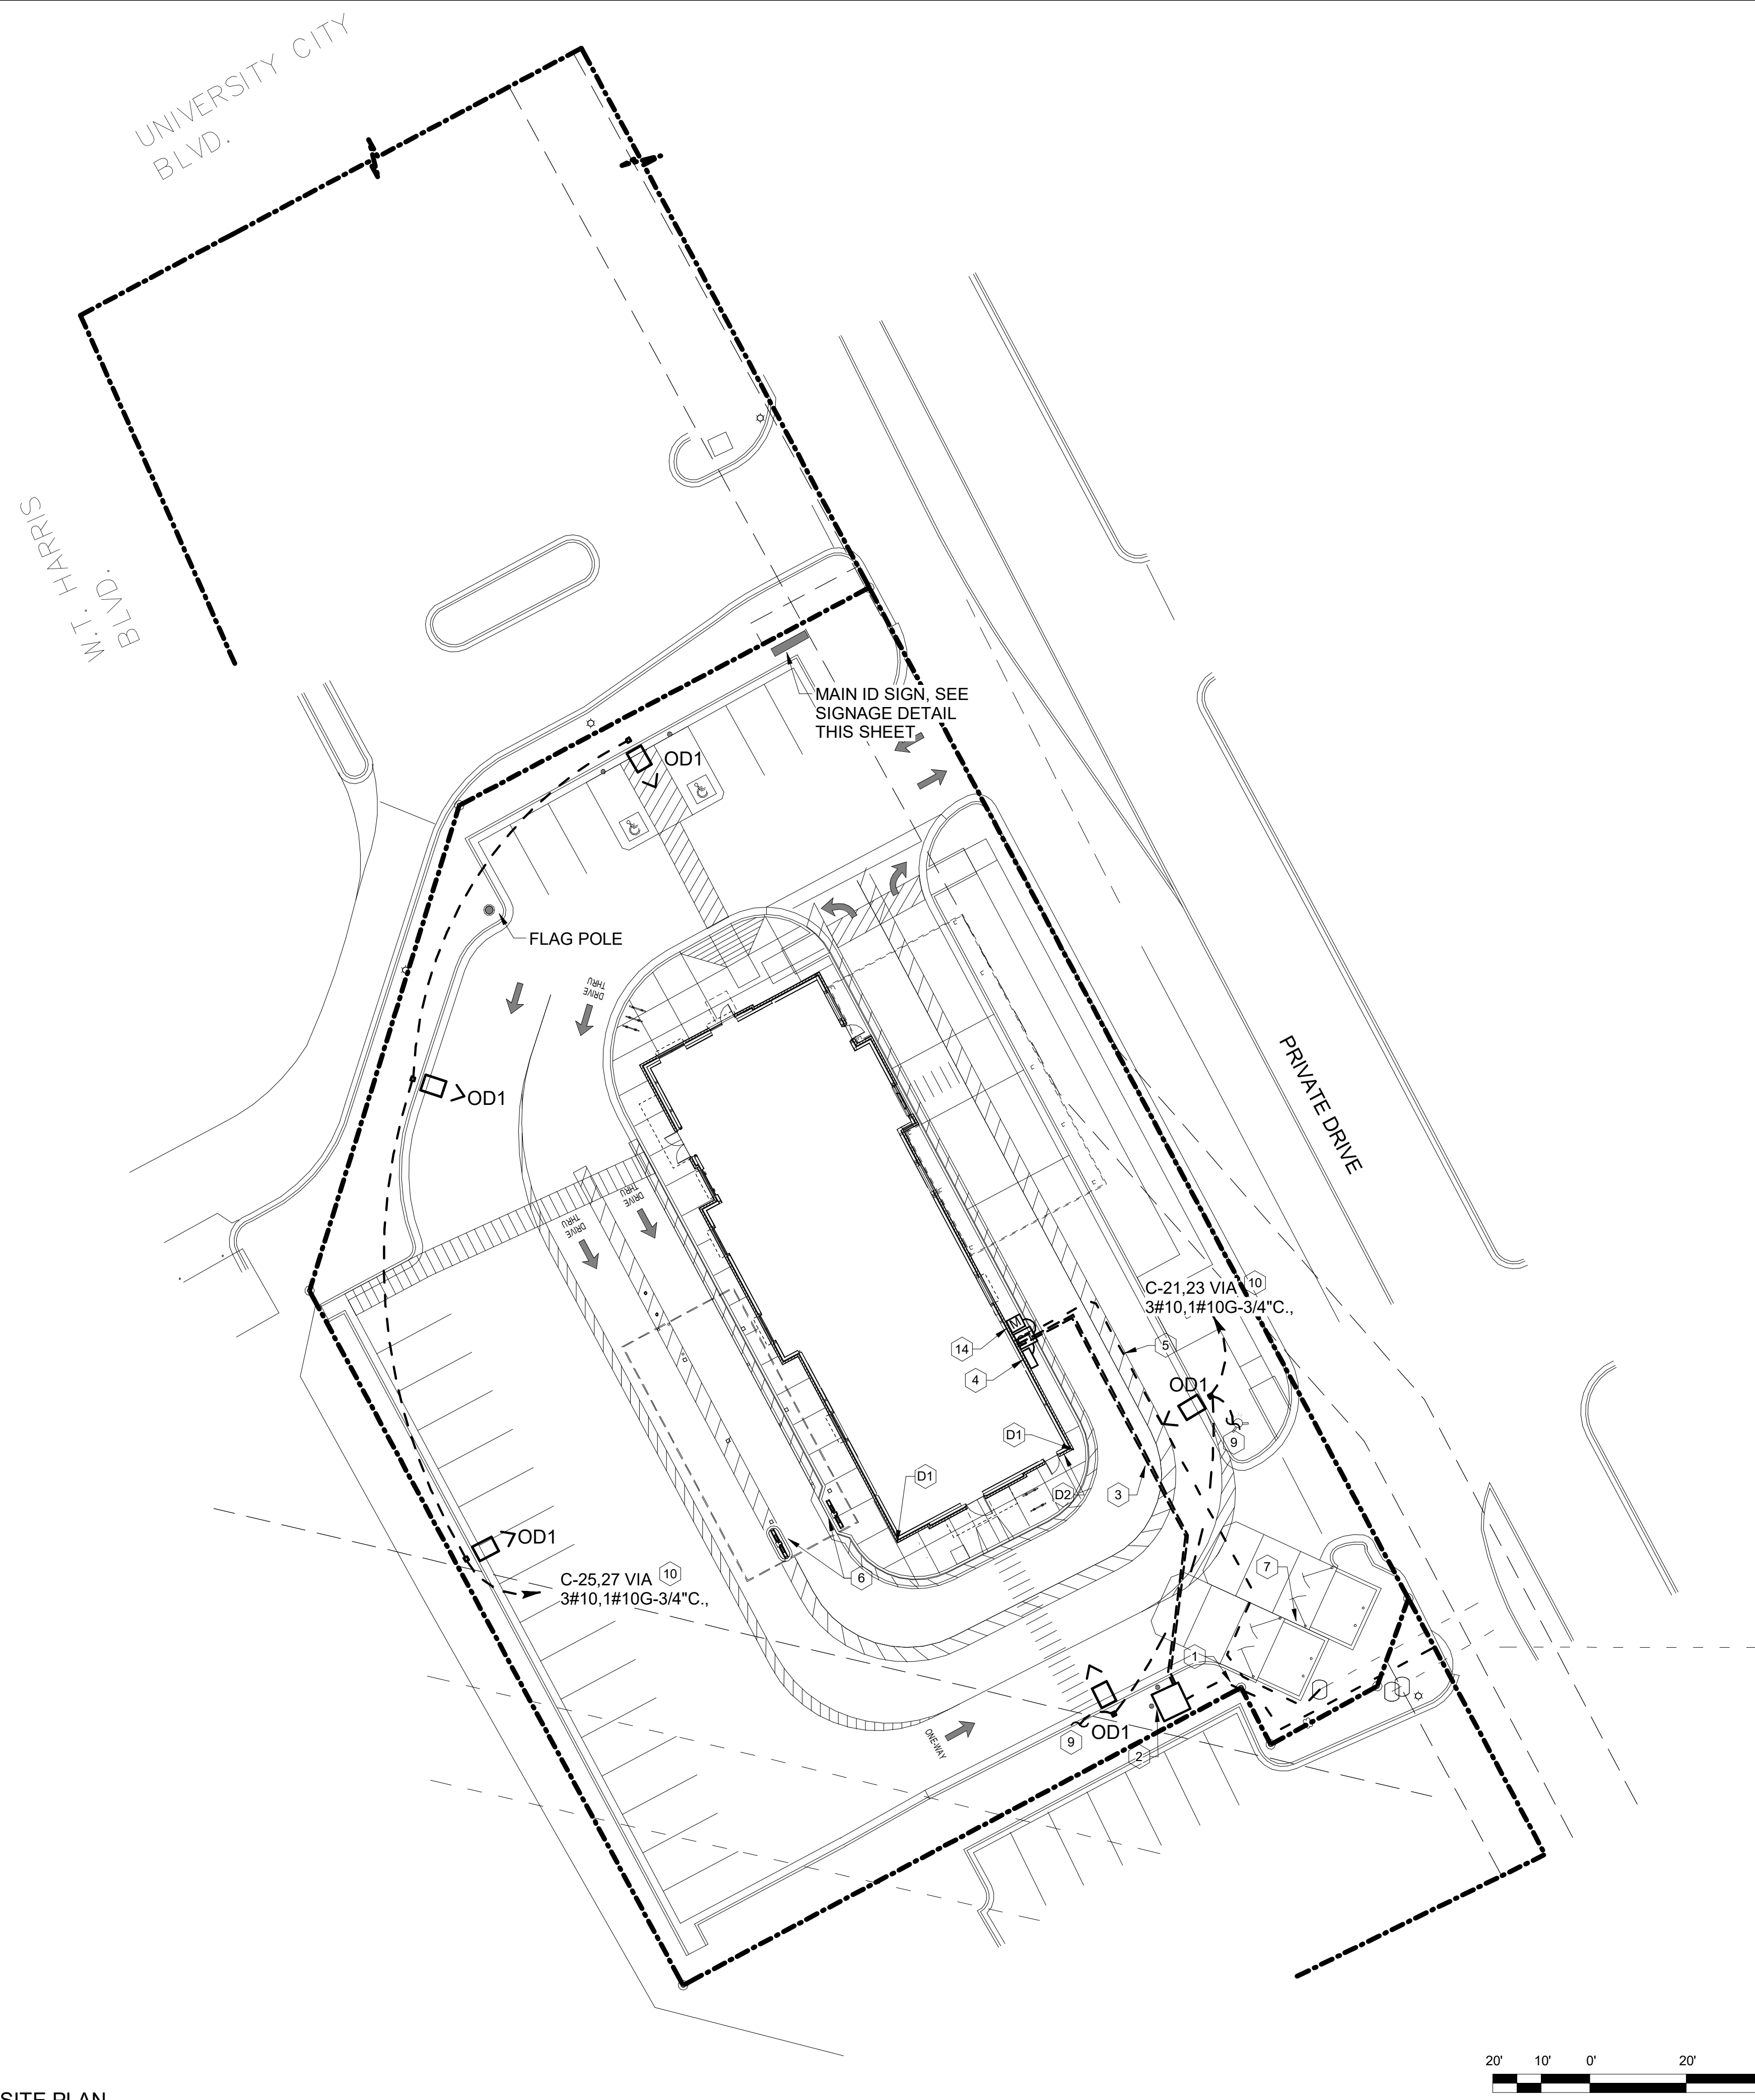 UNIVERSITY CITY
BLVD.
W.T. HARRIS
BLVD.
MAIN ID SIGN, SEE
SIGNAGE DETAIL
THIS SHEET
OD1
FLAG POLE
DRIVE
THRU
OD1
PRIVATE DRIVE
DRIVE
THRU
DRIVE
THRU
C-21,23 VIA 10
3#10,1#10G-3/4"C.,
M
14
5
4
OD1
D1
9
D1
D2
3
OD1
C-25,27 VIA 10
3#10,1#10G-3/4"C.,
6
7
1
OD1
9
2
ONE-WAY
20' 10' 0' 20'
SITE PLAN